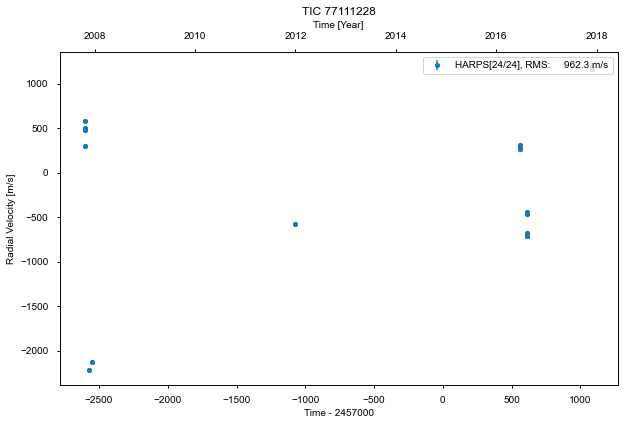 TIC 77111228
Time [Year]
2008 2010 2012 2014 2016 2018
HARPS[24/24], RMS: 962.3 m/s
1000
500
0
−500
−1000
−1500
−2000
Radial Velocity [m/s]
−2500 −2000 −1500 −1000 −500 0 500 1000
Time - 2457000